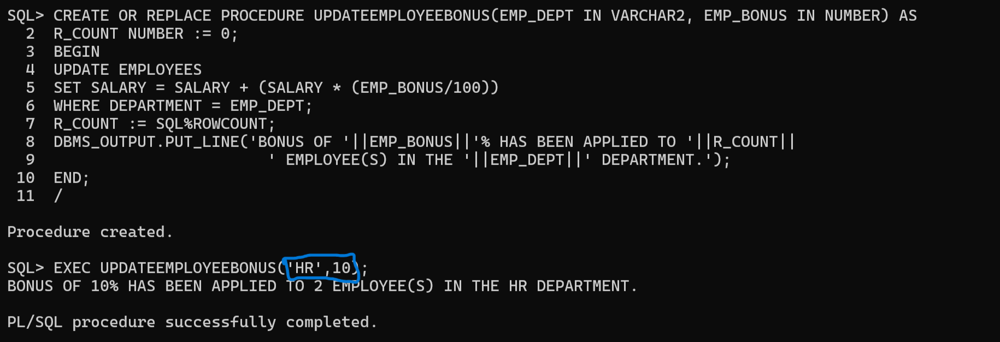 SQL> CREATE OR REPLACE PROCEDURE UPDATEEMPLOYEEBONUS(EMP_DEPT IN VARCHAR2, EMP_BONUS IN NUMBER) AS
  2  R_COUNT NUMBER := 0;
  3  BEGIN
  4  UPDATE EMPLOYEES
  5  SET SALARY = SALARY + (SALARY * (EMP_BONUS/100))
  6  WHERE DEPARTMENT = EMP_DEPT;
  7  R_COUNT := SQL%ROWCOUNT;
  8  DBMS_OUTPUT.PUT_LINE('BONUS OF '||EMP_BONUS||'% HAS BEEN APPLIED TO '||R_COUNT||
  9                         ' EMPLOYEE(S) IN THE '||EMP_DEPT||' DEPARTMENT.');
 10  END;
 11  /
Procedure created.
SQL> EXEC UPDATEEMPLOYEEBONUS('HR',10);
BONUS OF 10% HAS BEEN APPLIED TO 2 EMPLOYEE(S) IN THE HR DEPARTMENT.
PL/SQL procedure successfully completed.